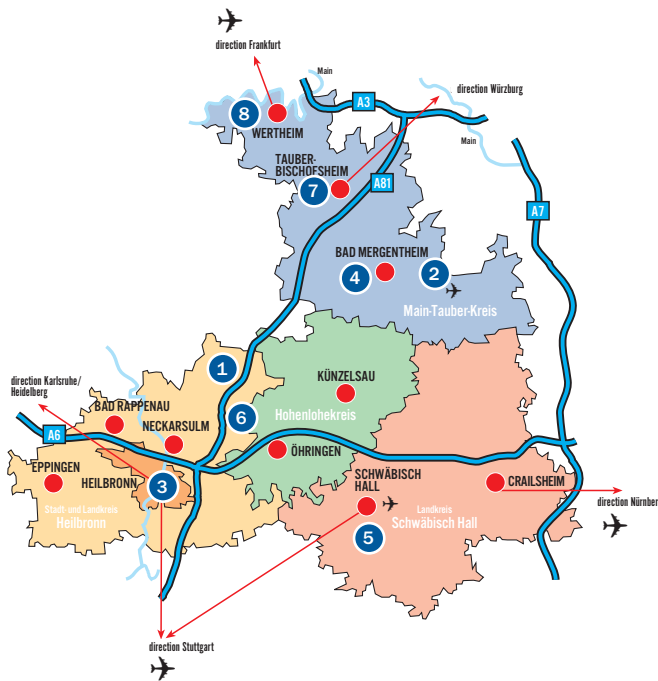 direction Frankfurt
Main
direction Würzburg
A3
8
WERTHEIM
Main
TAUBER-
BISCHOFSHEIM
7
A81
A7
BAD MERGENTHEIM
4
2
Main-Tauber-Kreis
1
direction Karlsruhe/
Heidelberg
KÜNZELSAU
BAD RAPPENAU
6
Hohenlohekreis
NECKARSULM
A6
ÖHRINGEN
EPPINGEN
HEILBRONN
3
SCHWÄBISCH
HALL
CRAILSHEIM
Stadt- und Landkreis
Heilbronn
Landkreis
Schwäbisch Hall
direction Nürnber
5
direction Stuttgart